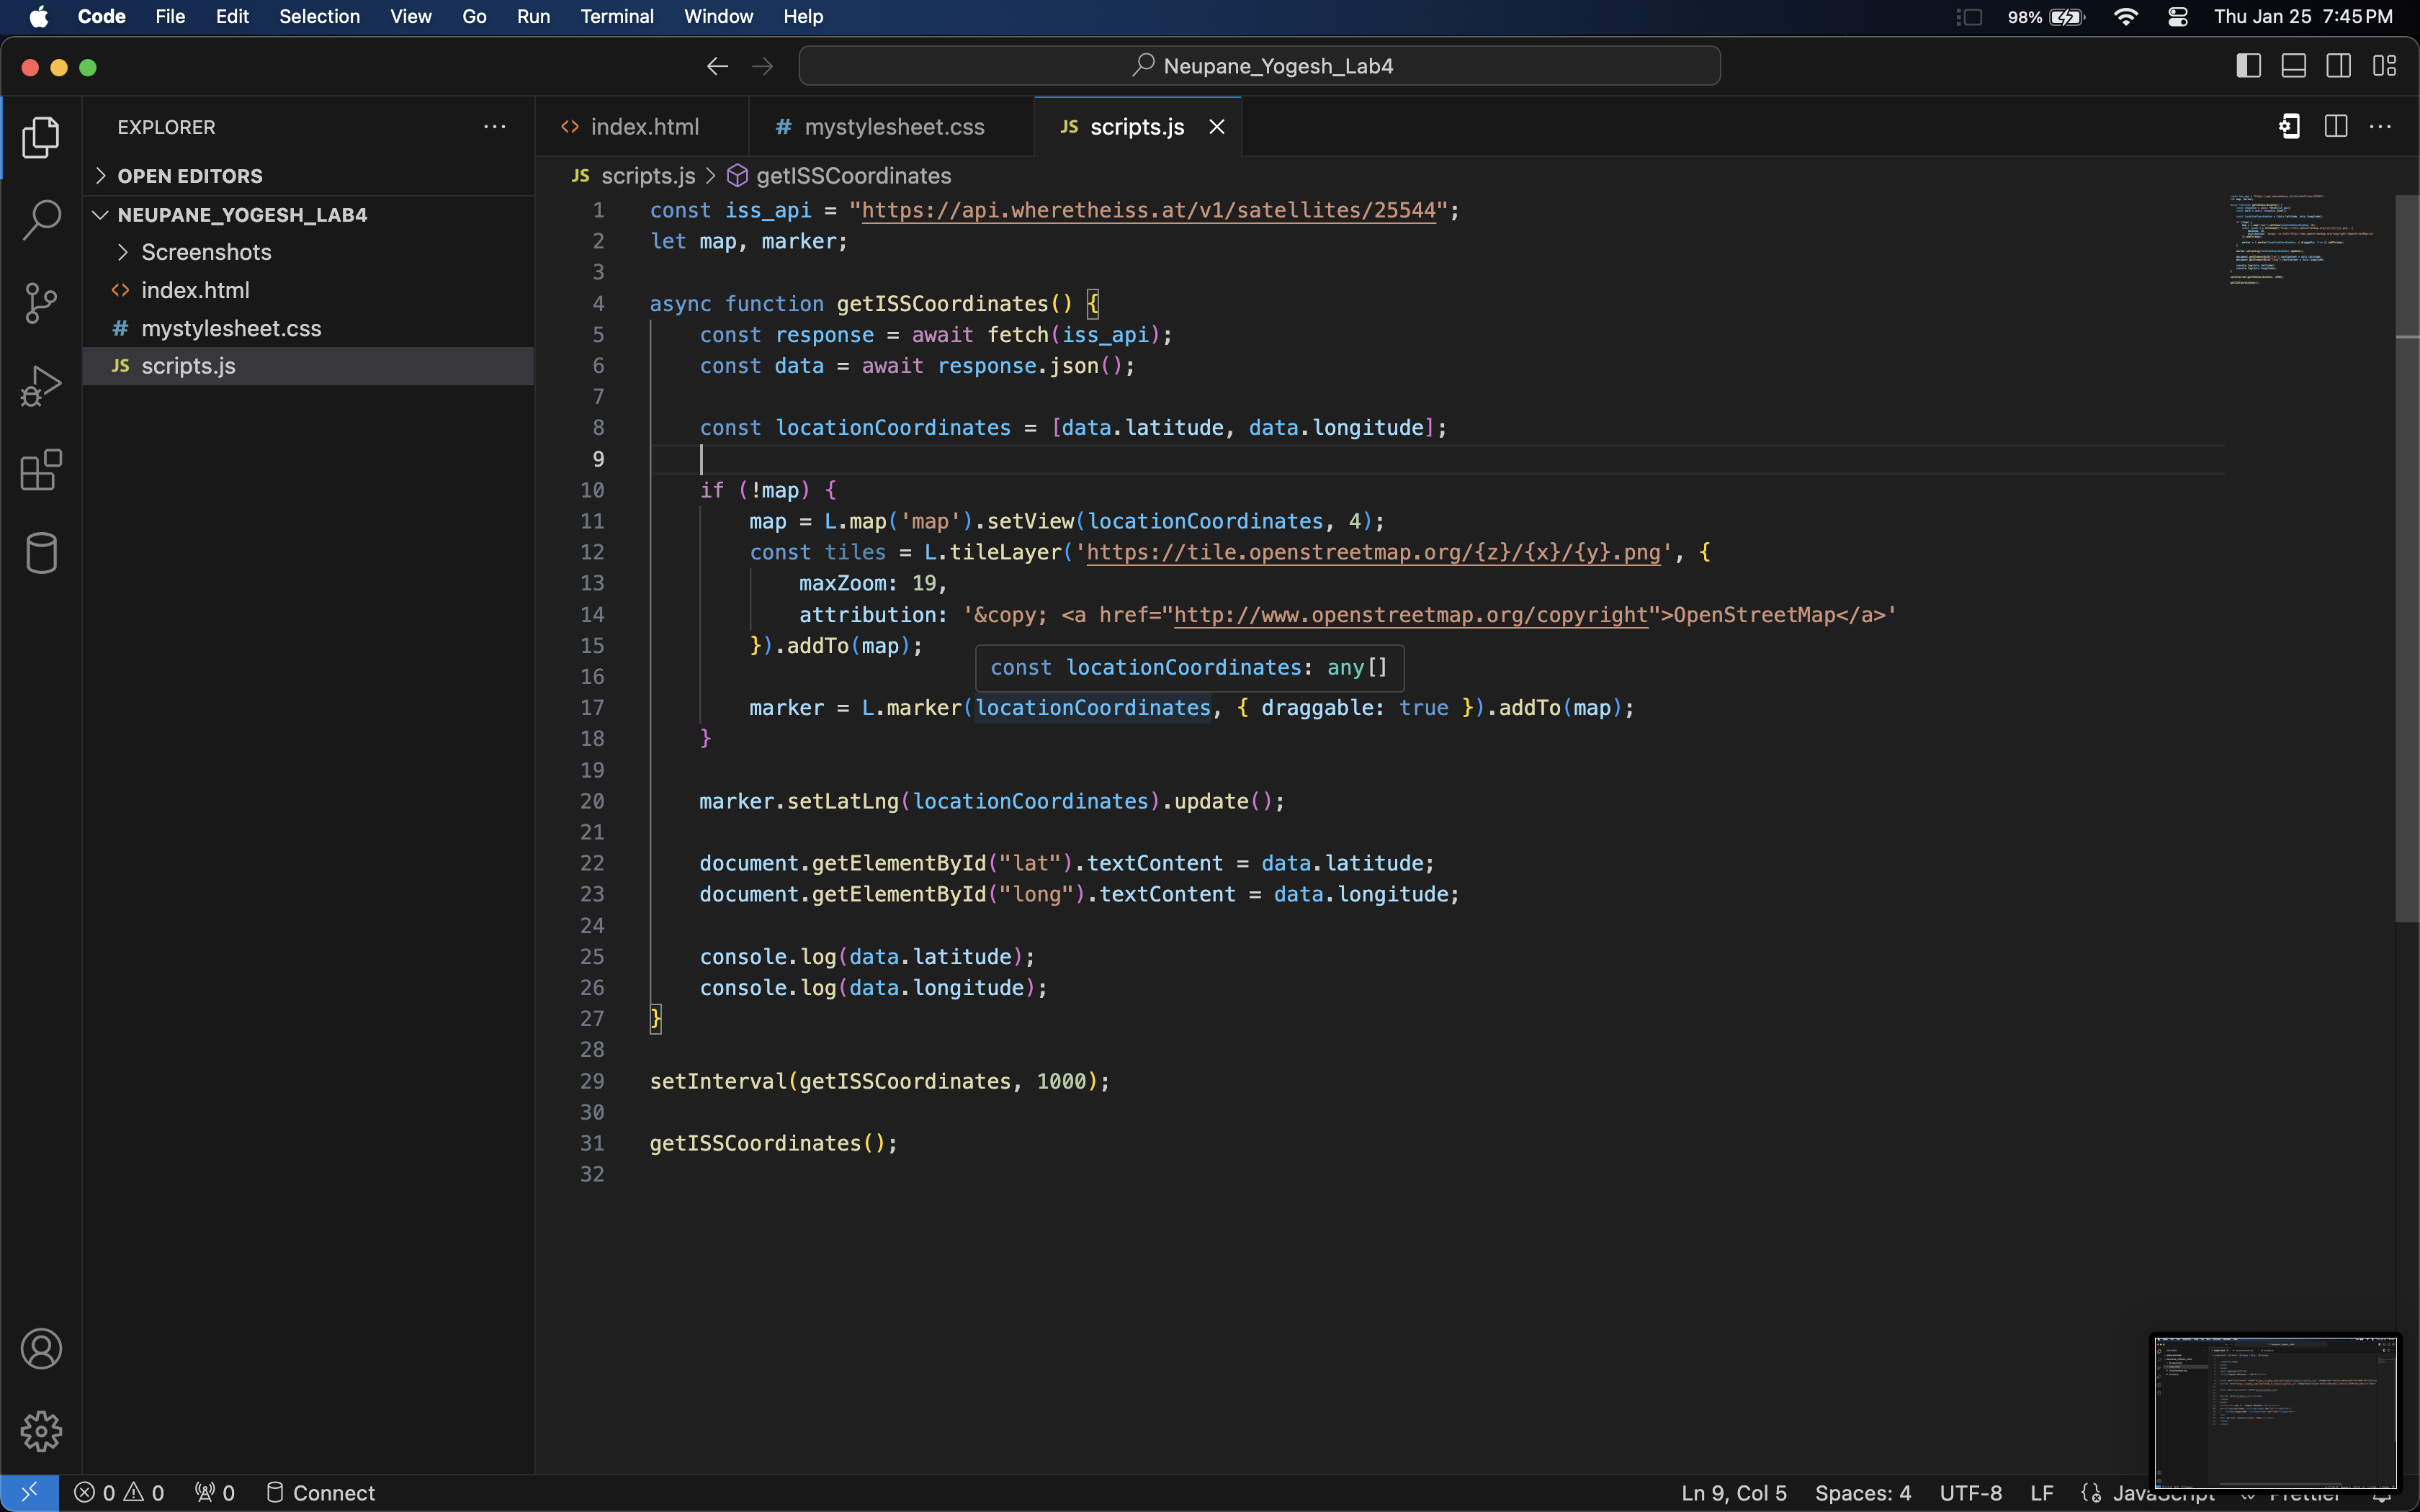 Code File Edit Selection View Go Run Terminal Window Help 98% Thu Jan 25 7:45 PM
Neupane_Yogesh_Lab4
EXPLORER
OPEN EDITORS
NEUPANE_YOGESH_LAB4
Screenshots
index.html
# mystylesheet.css
JS scripts.js
index.html # mystylesheet.css JS scripts.js
JS scripts.js > getISSCoordinates
1 const iss_api = "https://api.wheretheiss.at/v1/satellites/25544";
2 let map, marker;
3
4 async function getISSCoordinates() {
5 const response = await fetch(iss_api);
6 const data = await response.json();
7
8 const locationCoordinates = [data.latitude, data.longitude];
9
10 if (!map) {
11 map = L.map('map').setView(locationCoordinates, 4);
12 const tiles = L.tileLayer('https://tile.openstreetmap.org/{z}/{x}/{y}.png', {
13 maxZoom: 19,
14 attribution: '&copy; <a href="http://www.openstreetmap.org/copyright">OpenStreetMap</a>'
15 }).addTo(map);
const locationCoordinates: any[]
16
17 marker = L.marker(locationCoordinates, { draggable: true }).addTo(map);
18 }
19
20 marker.setLatLng(locationCoordinates).update();
21
22 document.getElementById("lat").textContent = data.latitude;
23 document.getElementById("long").textContent = data.longitude;
24
25 console.log(data.latitude);
26 console.log(data.longitude);
27 }
28
29 setInterval(getISSCoordinates, 1000);
30
31 getISSCoordinates();
32
0 0 0 Connect Ln 9, Col 5 Spaces: 4 UTF-8 LF JavaScript Prettier